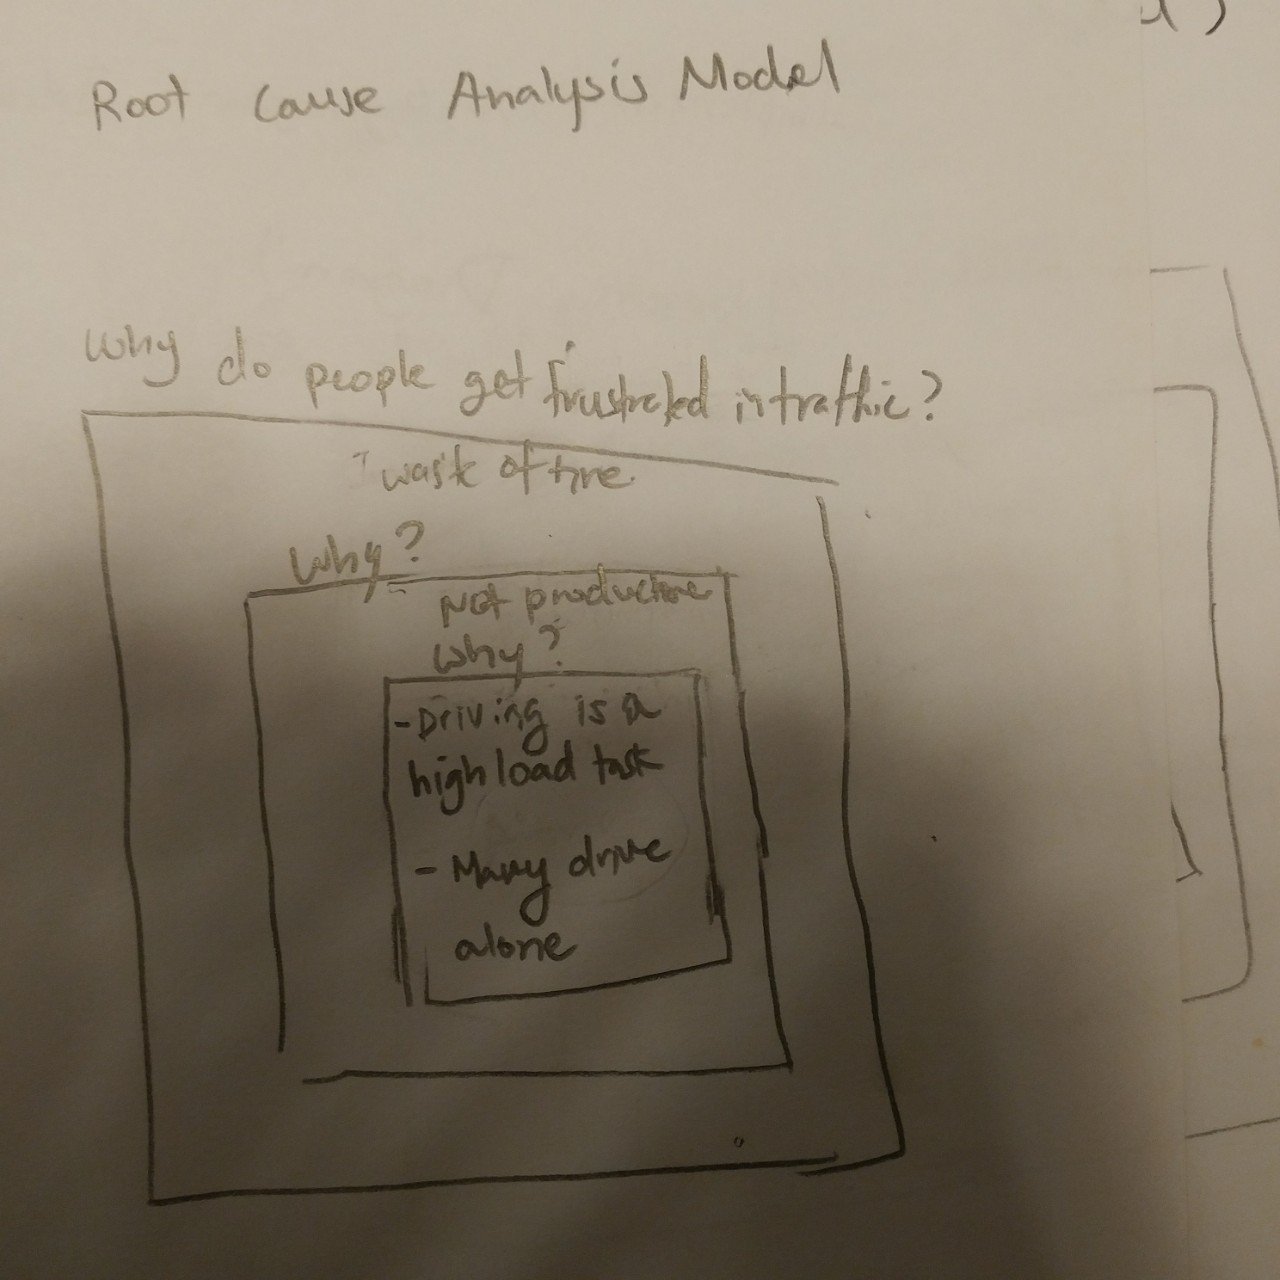 Root Cause Analysis Model
Why do people get frustrated in traffic?
waste of time
Why?
Not productive
why?
- Driving is a
high load task
- Many drive
alone